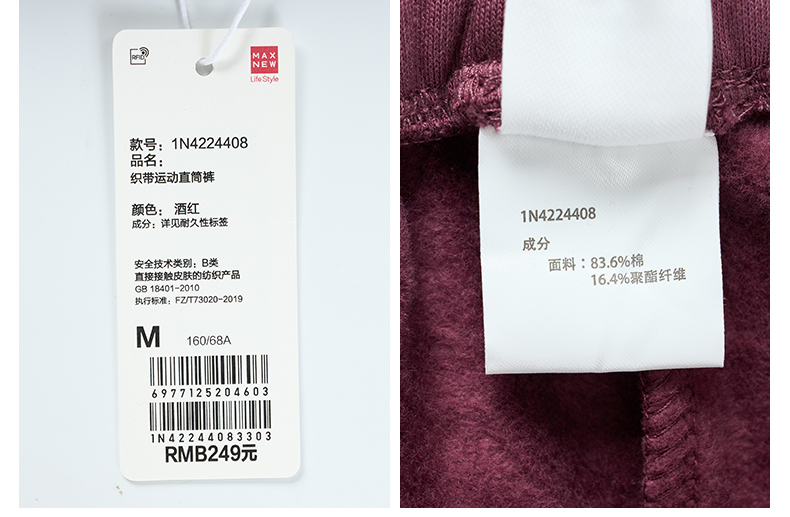 RFID
MAX
NEW
Life Style
款号：1N4224408
品名：
织带运动直筒裤
颜色： 酒红
成分：详见耐久性标签
安全技术类别：B类
直接接触皮肤的纺织产品
GB 18401-2010
执行标准：FZ/T73020-2019
M 160/68A
6977125204603
1N42244083303
RMB249元
1N4224408
成分
面料：83.6%棉
16.4%聚酯纤维